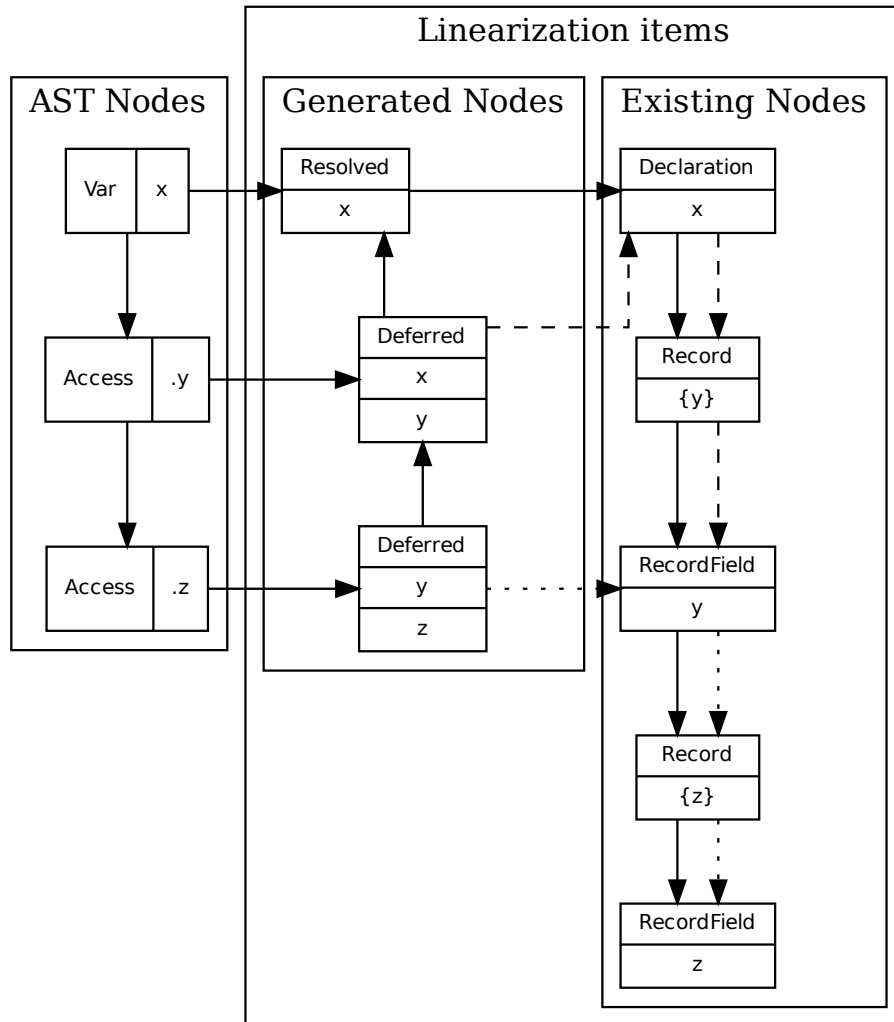 Linearization items
AST Nodes
Var x
Access .y
Access .z
Generated Nodes
Resolved
x
Deferred
x
y
Deferred
y
z
Existing Nodes
Declaration
x
Record
{y}
RecordField
y
Record
{z}
RecordField
z